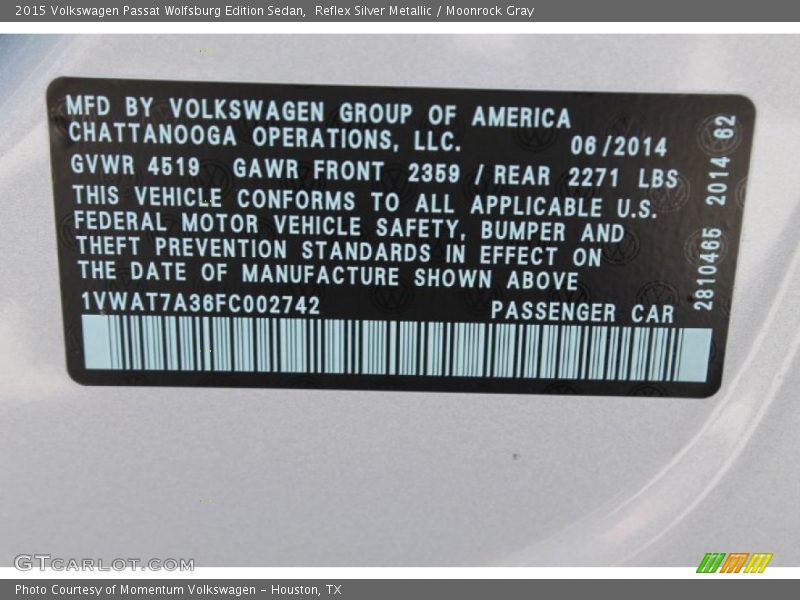 2015 Volkswagen Passat Wolfsburg Edition Sedan,  Reflex Silver Metallic / Moonrock Gray
MFD BY VOLKSWAGEN GROUP OF AMERICA
CHATTANOOGA OPERATIONS, LLC.
06/2014
GVWR 4519 GAWR FRONT 2359 / REAR 2271 LBS
THIS VEHICLE CONFORMS TO ALL APPLICABLE U.S.
FEDERAL MOTOR VEHICLE SAFETY, BUMPER AND
THEFT PREVENTION STANDARDS IN EFFECT ON
THE DATE OF MANUFACTURE SHOWN ABOVE
1VWAT7A36FC002742
PASSENGER CAR
2810465 2014 62
GTCARLOT.COM
Photo Courtesy of Momentum Volkswagen – Houston, TX